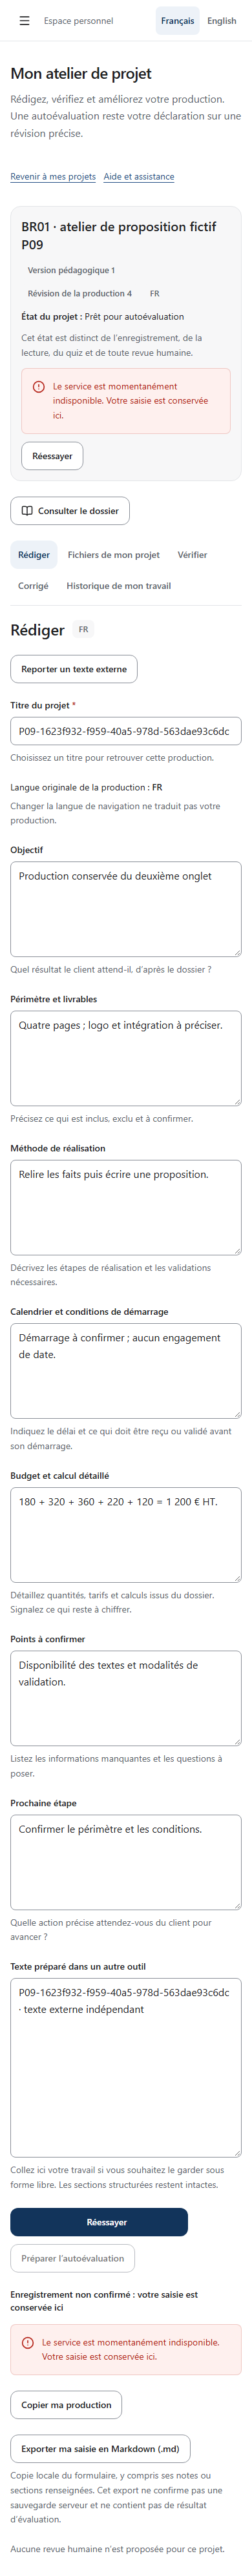 Espace personnel
Français
English
Mon atelier de projet
Rédigez, vérifiez et améliorez votre production.
Une autoévaluation reste votre déclaration sur une
révision précise.
Revenir à mes projets
Aide et assistance
BR01 · atelier de proposition fictif
P09
Version pédagogique 1
Révision de la production 4
FR
État du projet : Prêt pour autoévaluation
Cet état est distinct de l'enregistrement, de la
lecture, du quiz et de toute revue humaine.
Le service est momentanément
indisponible. Votre saisie est conservée
ici.
Réessayer
Consulter le dossier
Rédiger
Fichiers de mon projet
Vérifier
Corrigé
Historique de mon travail
Rédiger
FR
Reporter un texte externe
Titre du projet *
P09-1623f932-f959-40a5-978d-563dae93c6dc
Choisissez un titre pour retrouver cette production.
Langue originale de la production : FR
Changer la langue de navigation ne traduit pas votre
production.
Objectif
Production conservée du deuxième onglet
Quel résultat le client attend-il, d'après le dossier ?
Périmètre et livrables
Quatre pages ; logo et intégration à préciser.
Précisez ce qui est inclus, exclu et à confirmer.
Méthode de réalisation
Relire les faits puis écrire une proposition.
Décrivez les étapes de réalisation et les validations
nécessaires.
Calendrier et conditions de démarrage
Démarrage à confirmer ; aucun engagement
de date.
Indiquez le délai et ce qui doit être reçu ou validé avant
son démarrage.
Budget et calcul détaillé
180 + 320 + 360 + 220 + 120 = 1 200 € HT.
Détaillez quantités, tarifs et calculs issus du dossier.
Signalez ce qui reste à chiffrer.
Points à confirmer
Disponibilité des textes et modalités de
validation.
Listez les informations manquantes et les questions à
poser.
Prochaine étape
Confirmer le périmètre et les conditions.
Quelle action précise attendez-vous du client pour
avancer ?
Texte préparé dans un autre outil
P09-1623f932-f959-40a5-978d-563dae93c6dc
· texte externe indépendant
Collez ici votre travail si vous souhaitez le garder sous
forme libre. Les sections structurées restent intactes.
Réessayer
Préparer l'autoévaluation
Enregistrement non confirmé : votre saisie est
conservée ici
Le service est momentanément indisponible.
Votre saisie est conservée ici.
Copier ma production
Exporter ma saisie en Markdown (.md)
Copie locale du formulaire, y compris ses notes ou
sections renseignées. Cet export ne confirme pas une
sauvegarde serveur et ne contient pas de résultat
d'évaluation.
Aucune revue humaine n'est proposée pour ce projet.